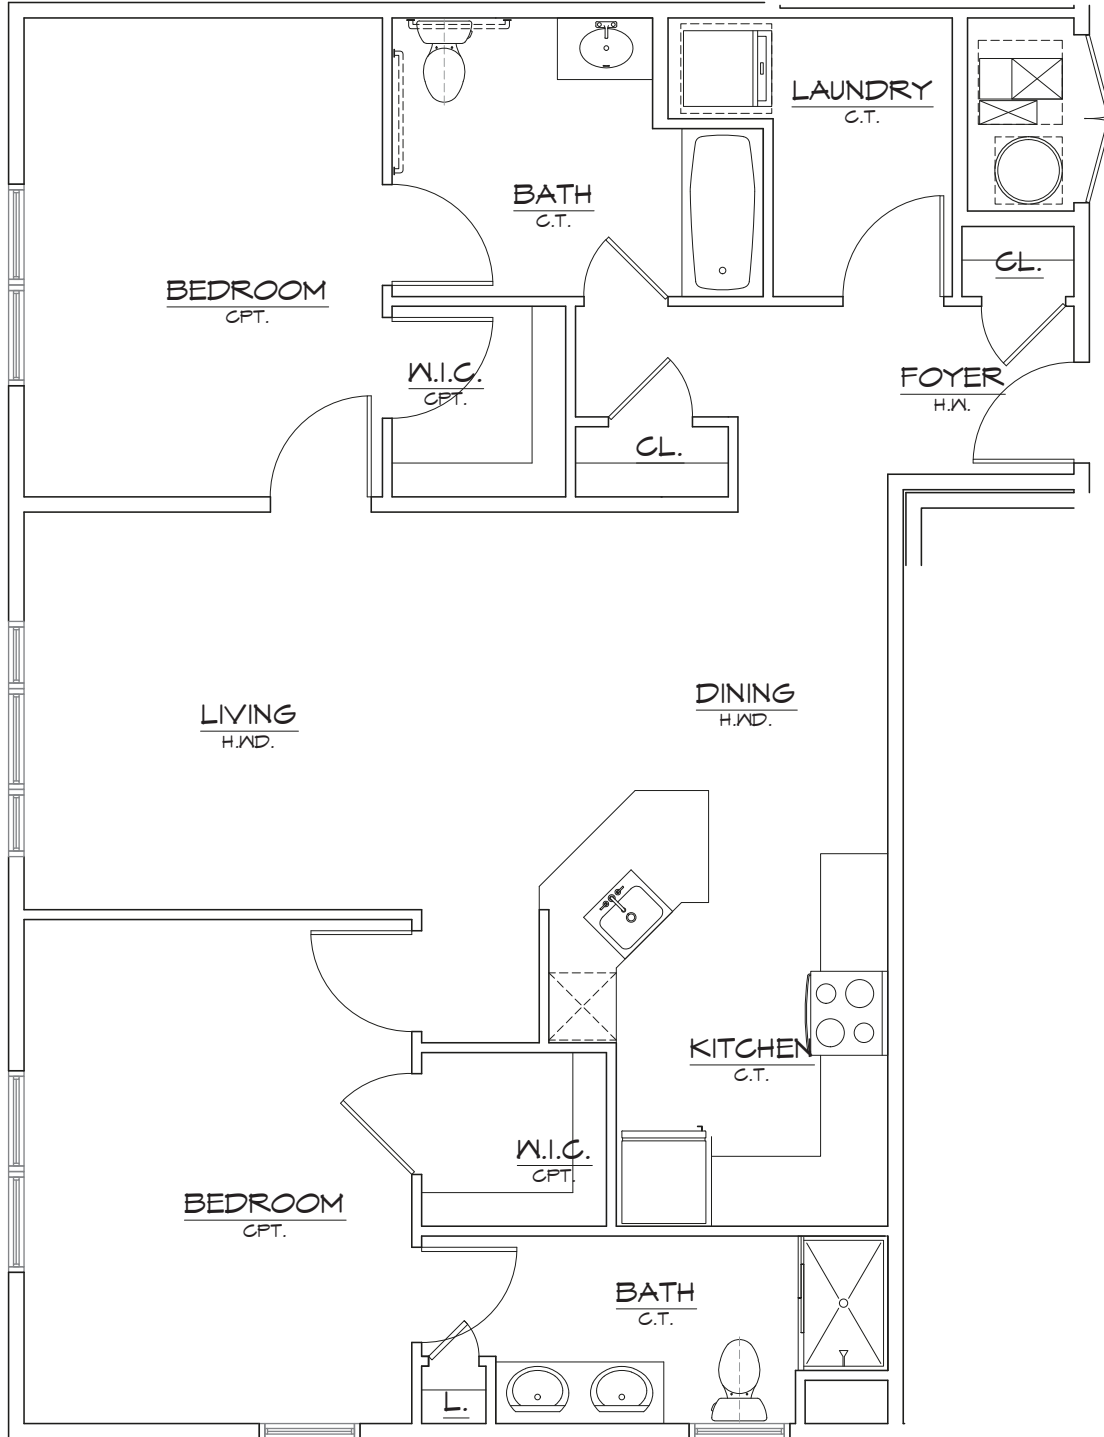 LAUNDRY
C.T.
BATH
C.T.
CL.
BEDROOM
CPT.
W.I.C.
CPT.
FOYER
H.W.
CL.
LIVING
H.WD.
DINING
H.WD.
KITCHEN
C.T.
W.I.C.
CPT.
BEDROOM
CPT.
BATH
C.T.
L.